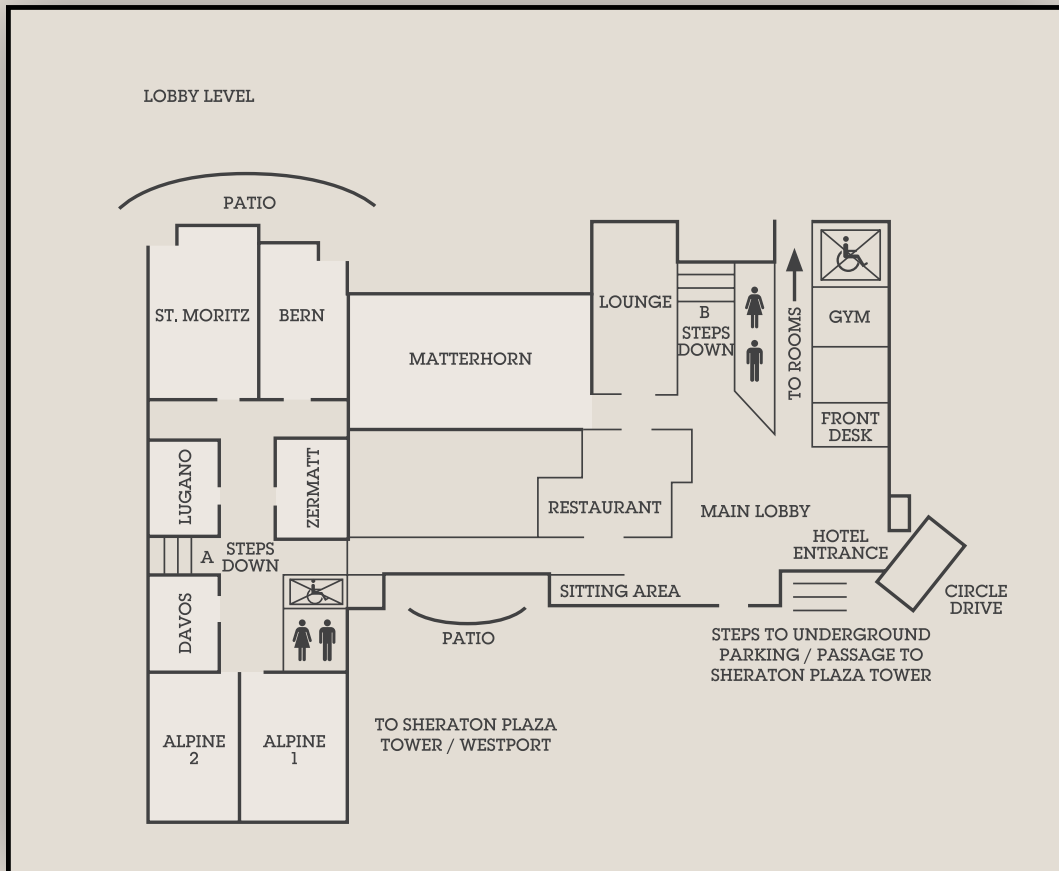 LOBBY LEVEL
PATIO
ST. MORITZ
BERN
MATTERHORN
LOUNGE
B
STEPS
DOWN
TO ROOMS
GYM
FRONT
DESK
LUGANO
ZERMATT
RESTAURANT
MAIN LOBBY
HOTEL
ENTRANCE
A
STEPS
DOWN
DAVOS
SITTING AREA
CIRCLE
DRIVE
PATIO
STEPS TO UNDERGROUND
PARKING / PASSAGE TO
SHERATON PLAZA TOWER
TO SHERATON PLAZA
TOWER / WESTPORT
ALPINE
2
ALPINE
1